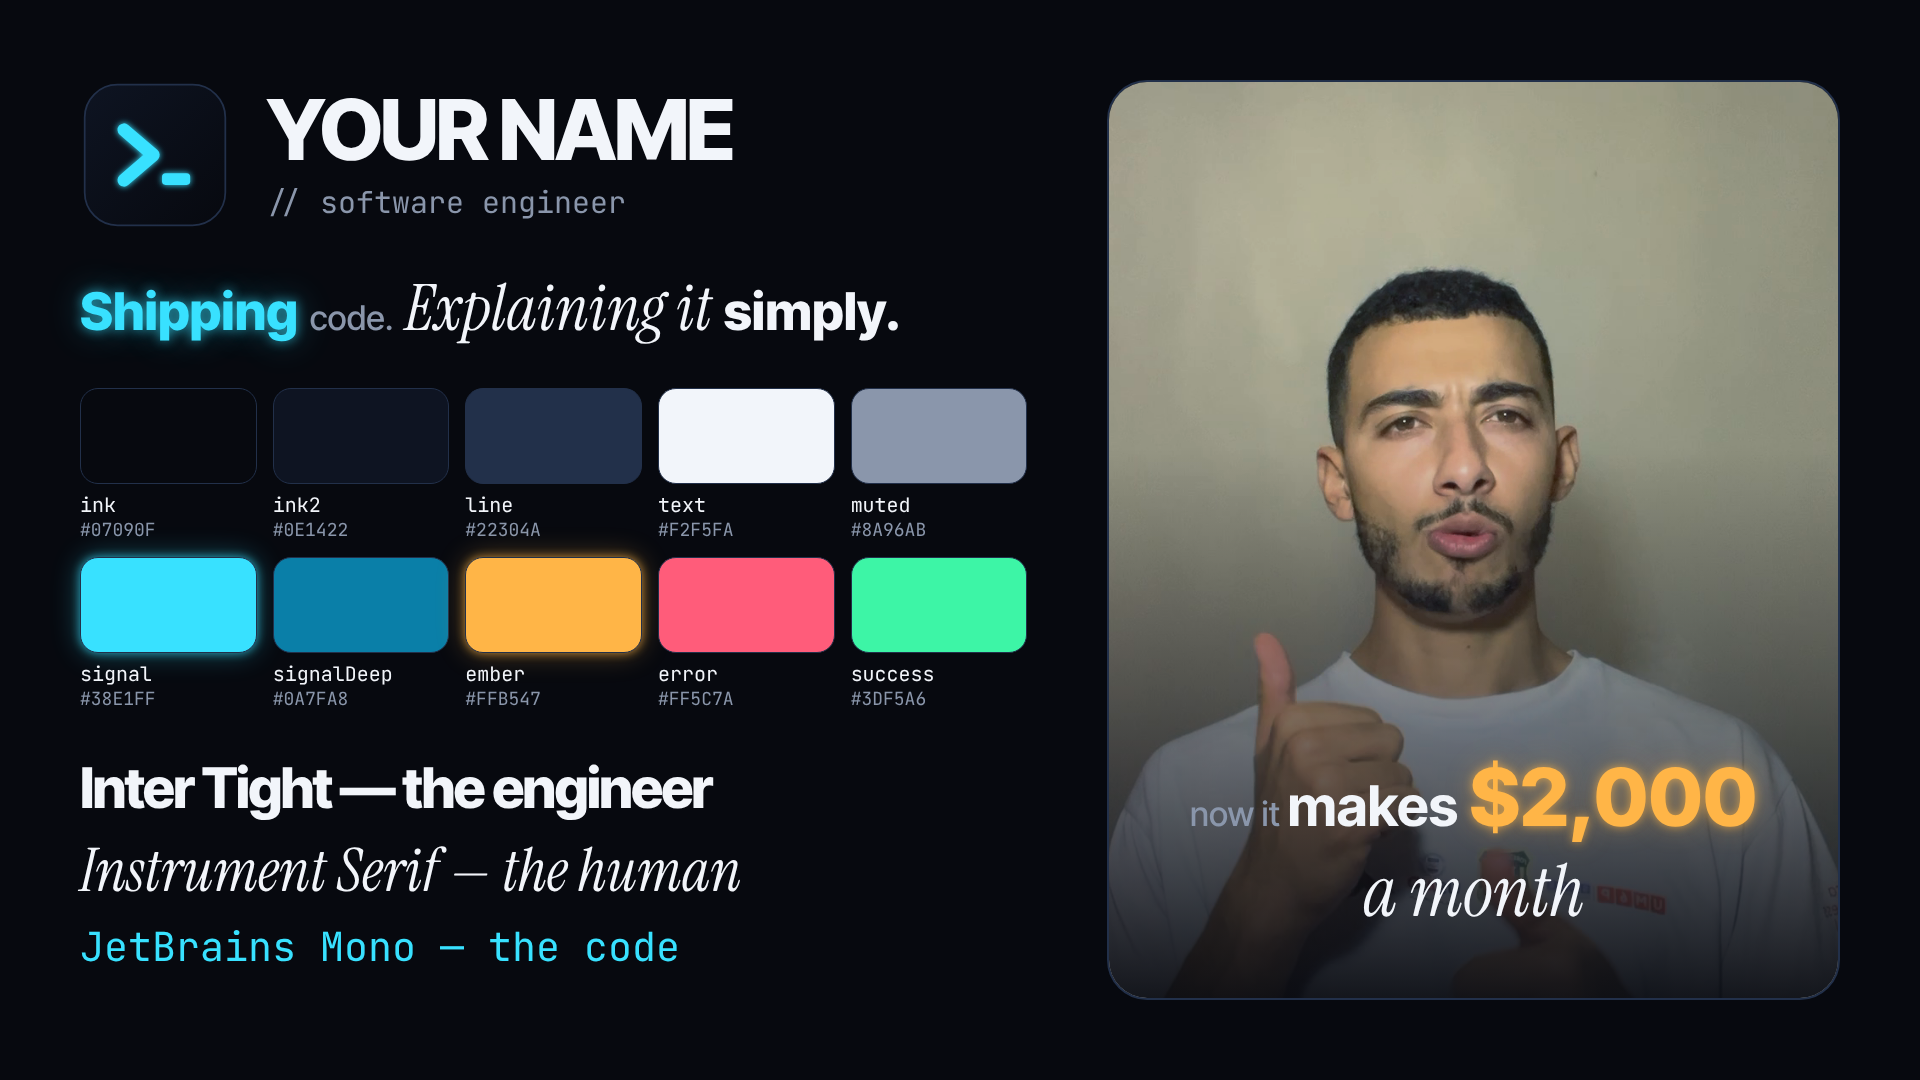 >_
YOUR NAME
// software engineer
Shipping code. Explaining it simply.
ink ink2 line text muted
#07090F #0E1422 #22304A #F2F5FA #8A96AB
signal signalDeep ember error success
#38E1FF #0A7FA8 #FFB547 #FF5C7A #3DF5A6
Inter Tight — the engineer
Instrument Serif — the human
JetBrains Mono — the code
now it makes $2,000
a month